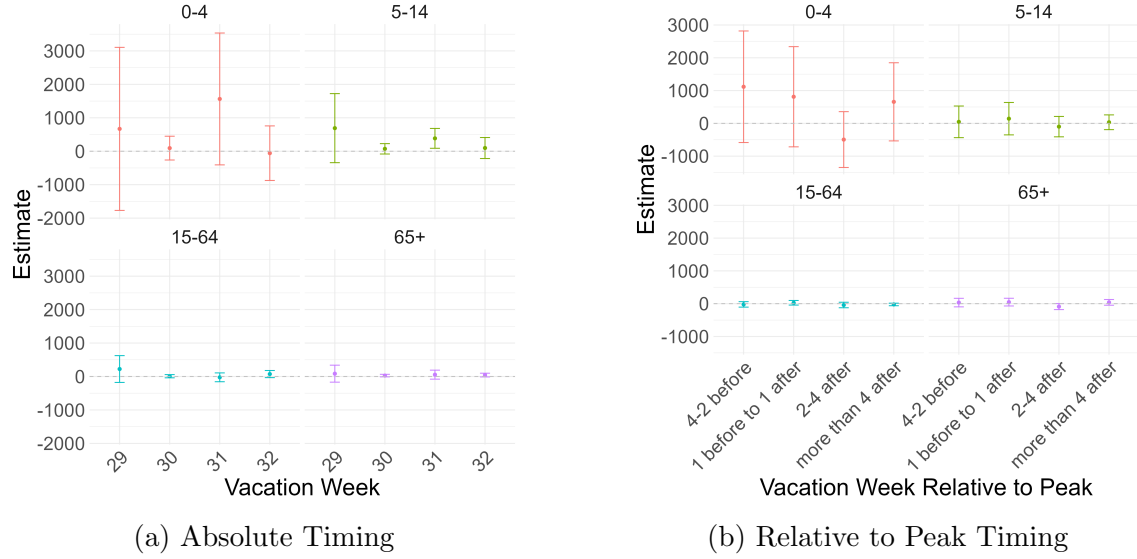 0-4
5-14
3000
2000
1000
0
-1000
-2000
15-64
65+
3000
2000
1000
0
-1000
-2000
29
30
31
32
29
30
31
32
Estimate
Vacation Week
(a) Absolute Timing
0-4
5-14
3000
2000
1000
0
-1000
15-64
65+
3000
2000
1000
0
-1000
4-2 before
1 before to 1 after
2-4 after
more than 4 after
4-2 before
1 before to 1 after
2-4 after
more than 4 after
Estimate
Vacation Week Relative to Peak
(b) Relative to Peak Timing